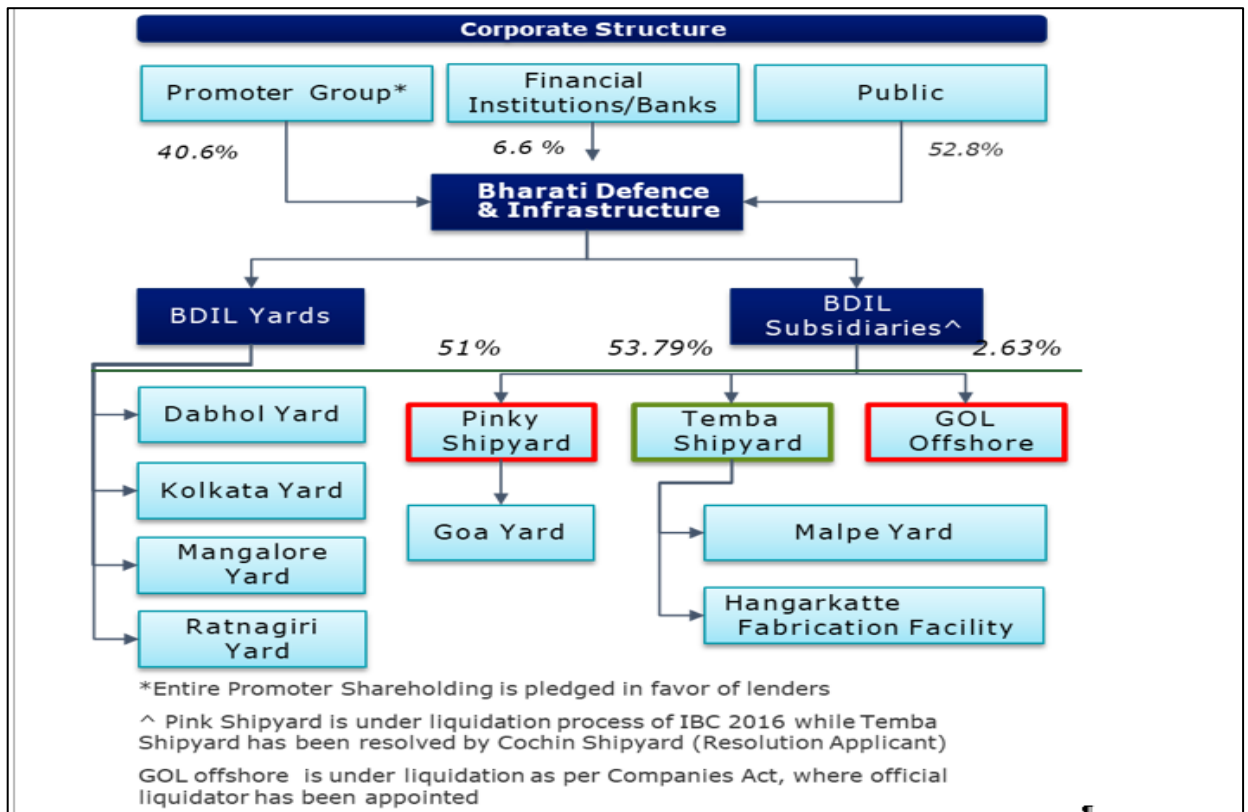 Corporate Structure
Promoter Group*
Financial
Institutions/Banks
Public
40.6%
6.6 %
52.8%
Bharati Defence
& Infrastructure
BDIL Yards
BDIL
Subsidiaries^
51%
53.79%
2.63%
Dabhol Yard
Pinky
Shipyard
Temba
Shipyard
GOL
Offshore
Kolkata Yard
Goa Yard
Malpe Yard
Mangalore
Yard
Hangarkatte
Fabrication Facility
Ratnagiri
Yard
*Entire Promoter Shareholding is pledged in favor of lenders
^ Pink Shipyard is under liquidation process of IBC 2016 while Temba
Shipyard has been resolved by Cochin Shipyard (Resolution Applicant)
GOL offshore is under liquidation as per Companies Act, where official
liquidator has been appointed
¶